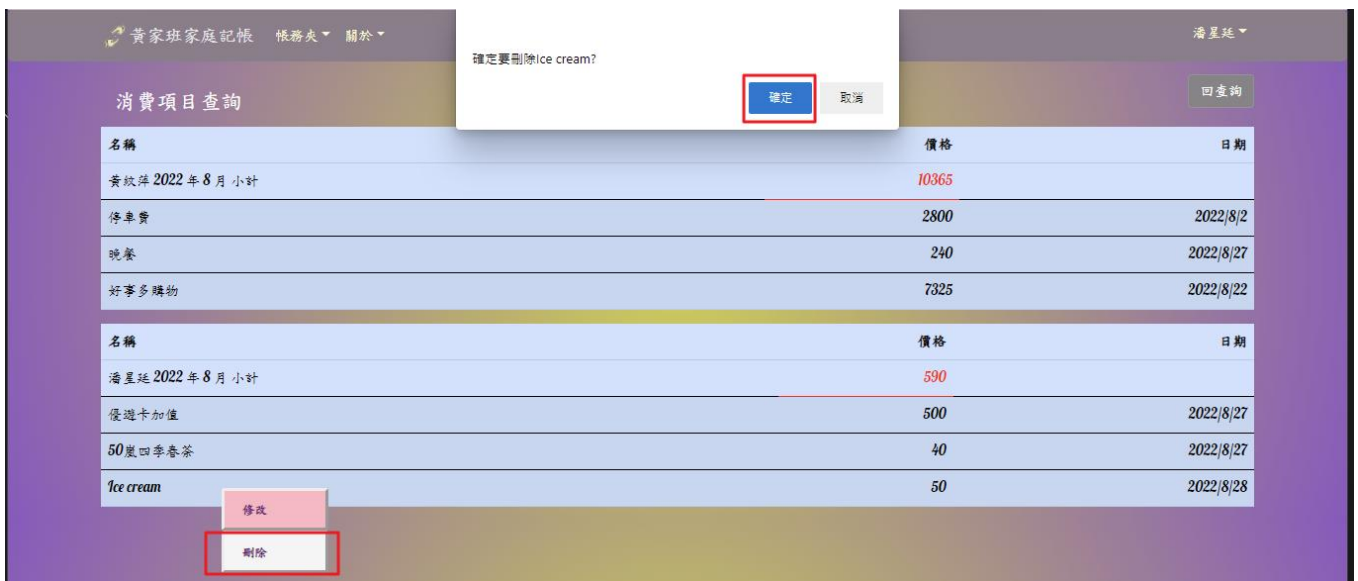 黃家班家庭記帳 帳務夾 關於 潘星廷
確定要刪除Ice cream?
確定 取消
消費項目查詢 回查詢
名稱 價格 日期
黃紋萍 2022 年 8 月 小計 10365
停車費 2800 2022/8/2
晚餐 240 2022/8/27
好事多購物 7325 2022/8/22
名稱 價格 日期
潘星廷 2022 年 8 月 小計 590
優遊卡加值 500 2022/8/27
50嵐四季春茶 40 2022/8/27
Ice cream 50 2022/8/28
修改
刪除